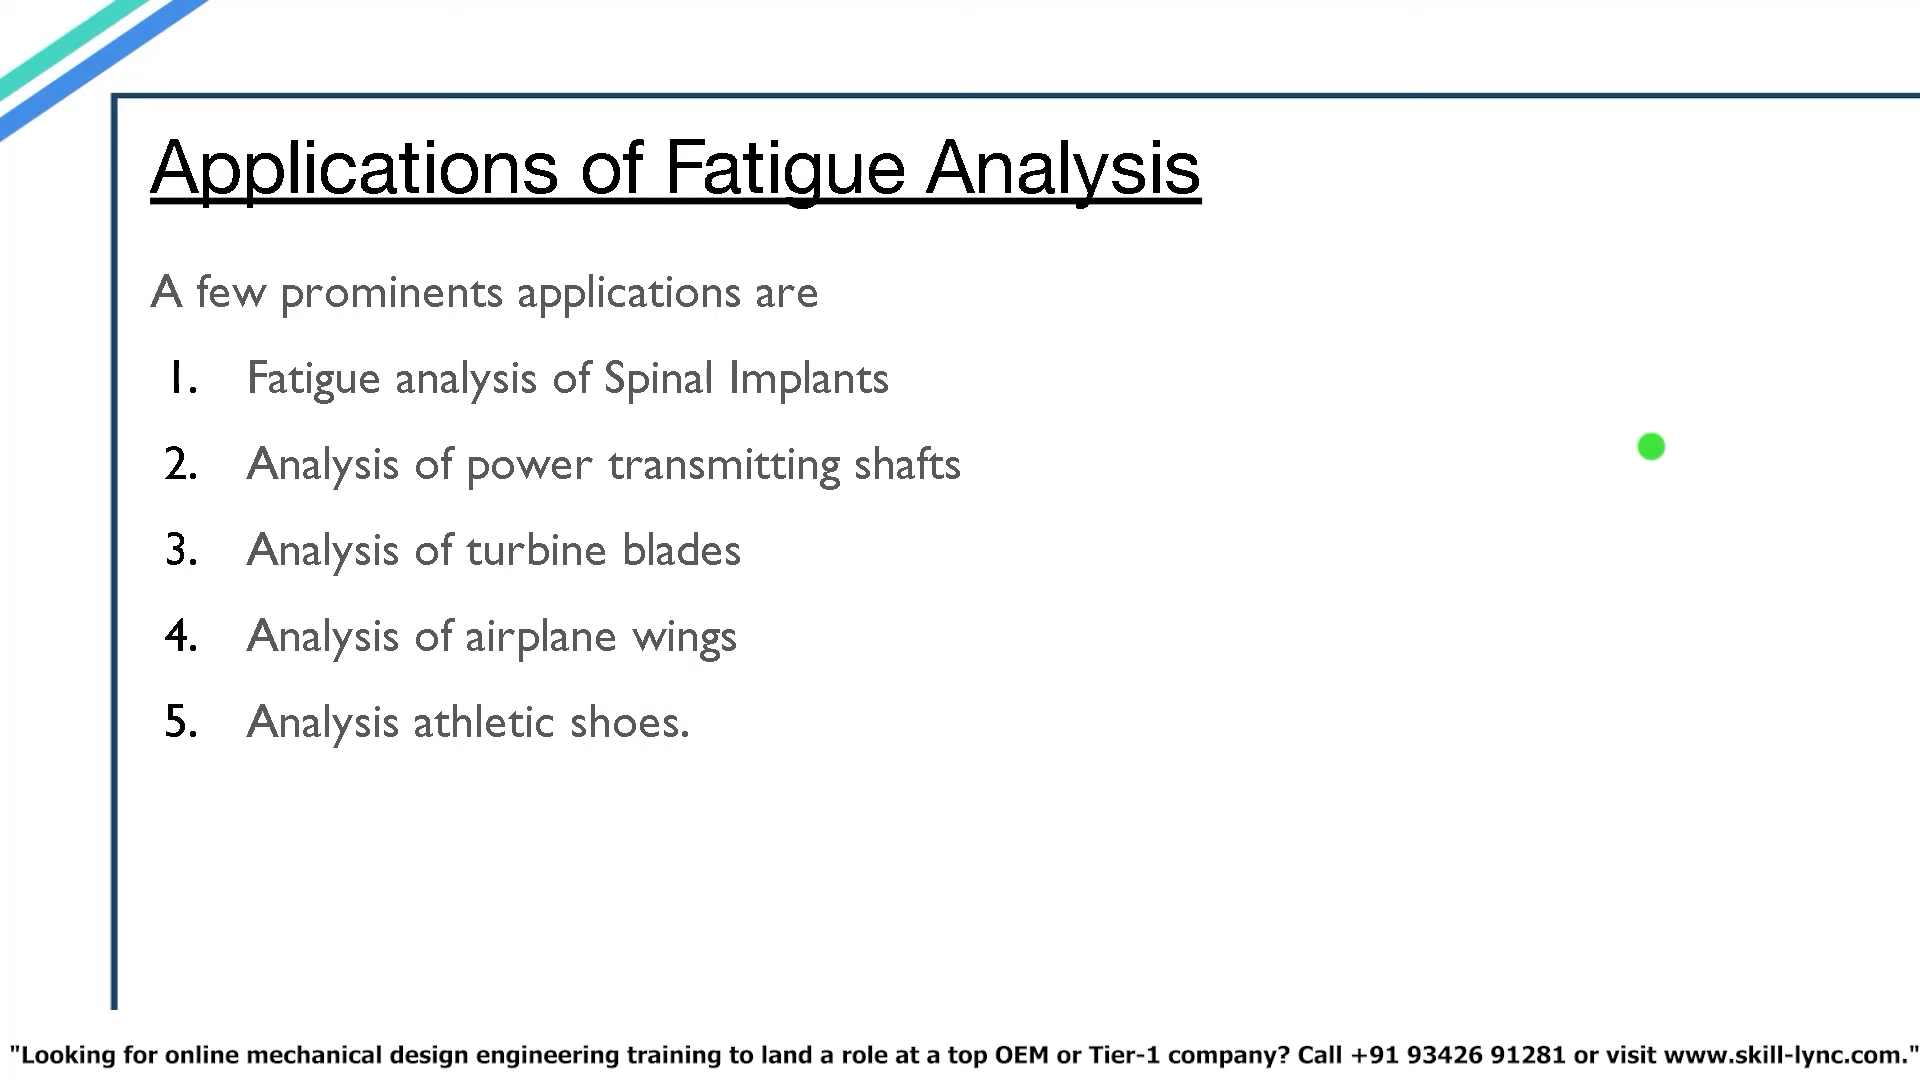 Applications of Fatigue Analysis
A few prominents applications are
1. Fatigue analysis of Spinal Implants
2. Analysis of power transmitting shafts
3. Analysis of turbine blades
4. Analysis of airplane wings
5. Analysis athletic shoes.
"Looking for online mechanical design engineering training to land a role at a top OEM or Tier-1 company? Call +91 93426 91281 or visit www.skill-lync.com."